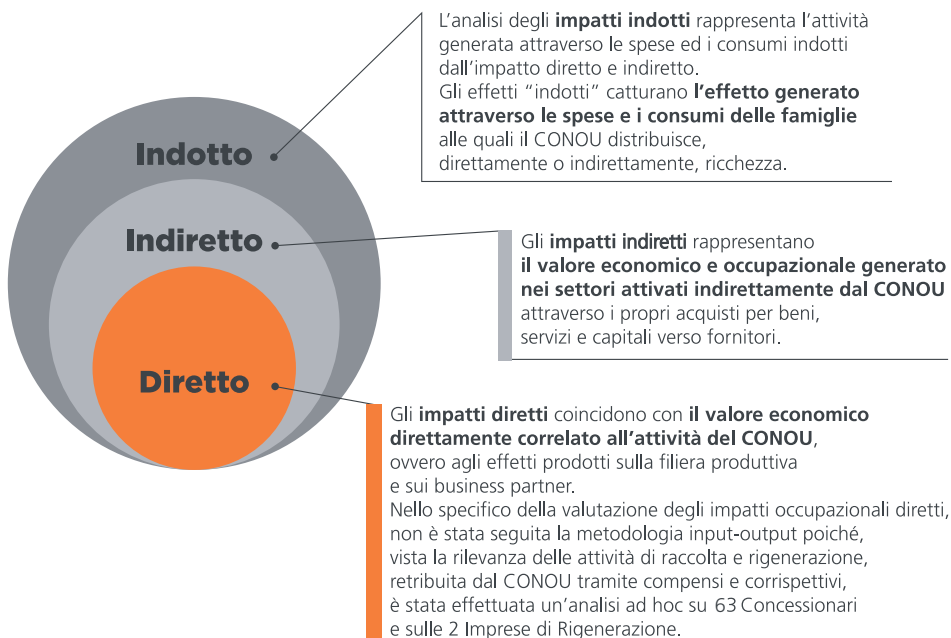 L'analisi degli impatti indotti rappresenta l'attività
generata attraverso le spese ed i consumi indotti
dall'impatto diretto e indiretto.
Gli effetti “indotti” catturano l'effetto generato
attraverso le spese e i consumi delle famiglie
alle quali il CONOU distribuisce,
direttamente o indirettamente, ricchezza.
Indotto
Indiretto
Gli impatti indiretti rappresentano
il valore economico e occupazionale generato
nei settori attivati indirettamente dal CONOU
attraverso i propri acquisti per beni,
servizi e capitali verso fornitori.
Diretto
Gli impatti diretti coincidono con il valore economico
direttamente correlato all'attività del CONOU,
ovvero agli effetti prodotti sulla filiera produttiva
e sui business partner.
Nello specifico della valutazione degli impatti occupazionali diretti,
non è stata seguita la metodologia input-output poiché,
vista la rilevanza delle attività di raccolta e rigenerazione,
retribuita dal CONOU tramite compensi e corrispettivi,
è stata effettuata un'analisi ad hoc su 63 Concessionari
e sulle 2 Imprese di Rigenerazione.